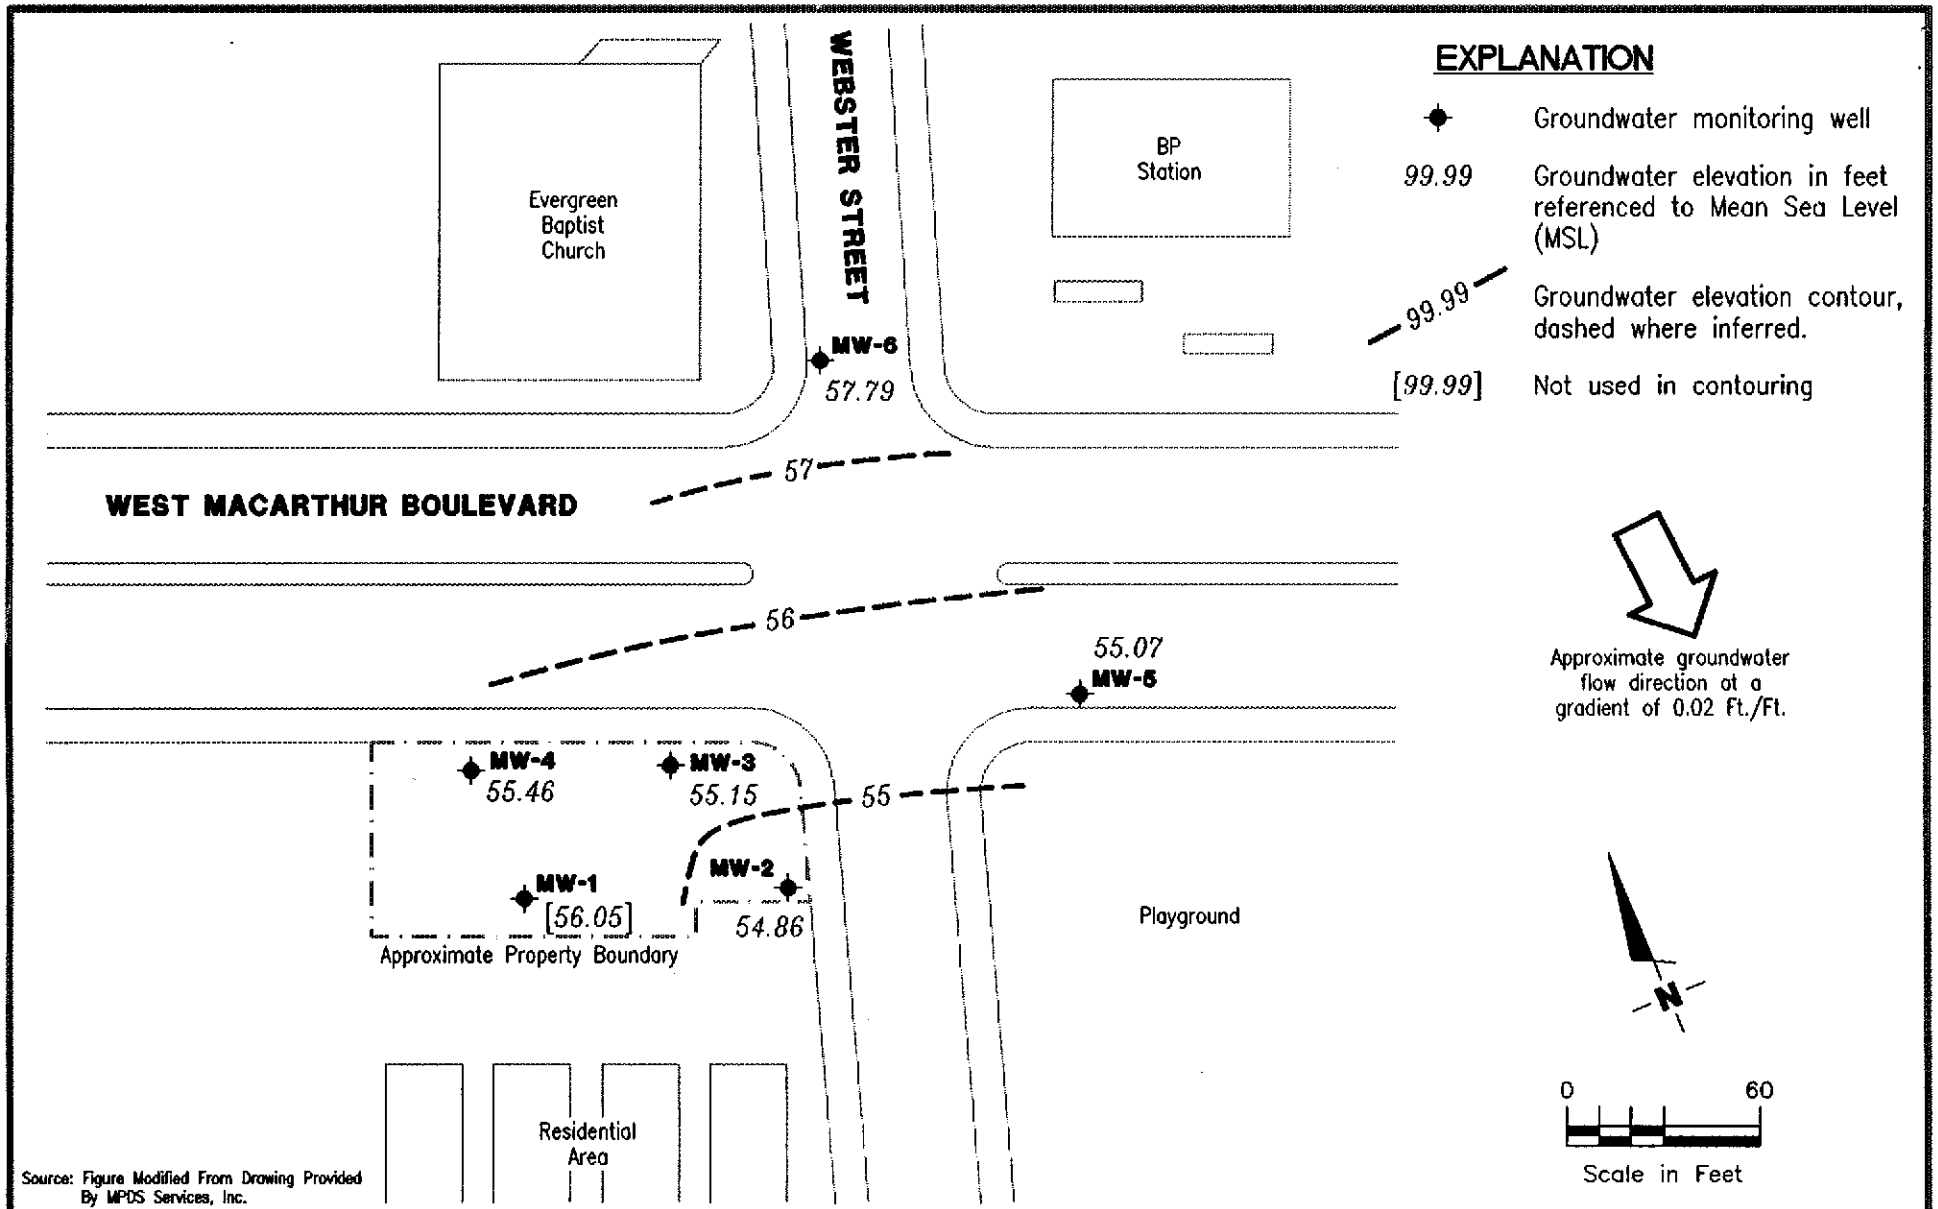 EXPLANATION
Groundwater monitoring well
99.99
Groundwater elevation in feet
referenced to Mean Sea Level
(MSL)
99.99
Groundwater elevation contour,
dashed where inferred.
[99.99]
Not used in contouring
WEBSTER STREET
Evergreen
Baptist
Church
BP
Station
MW-6
57.79
57
WEST MACARTHUR BOULEVARD
56
55.07
MW-5
Approximate groundwater
flow direction at a
gradient of 0.02 Ft./Ft.
MW-4
55.46
MW-3
55.15
55
MW-1
[56.05]
MW-2
54.86
Approximate Property Boundary
Playground
N
Residential
Area
0 60
Scale in Feet
Source: Figure Modified From Drawing Provided
By MPDS Services, Inc.